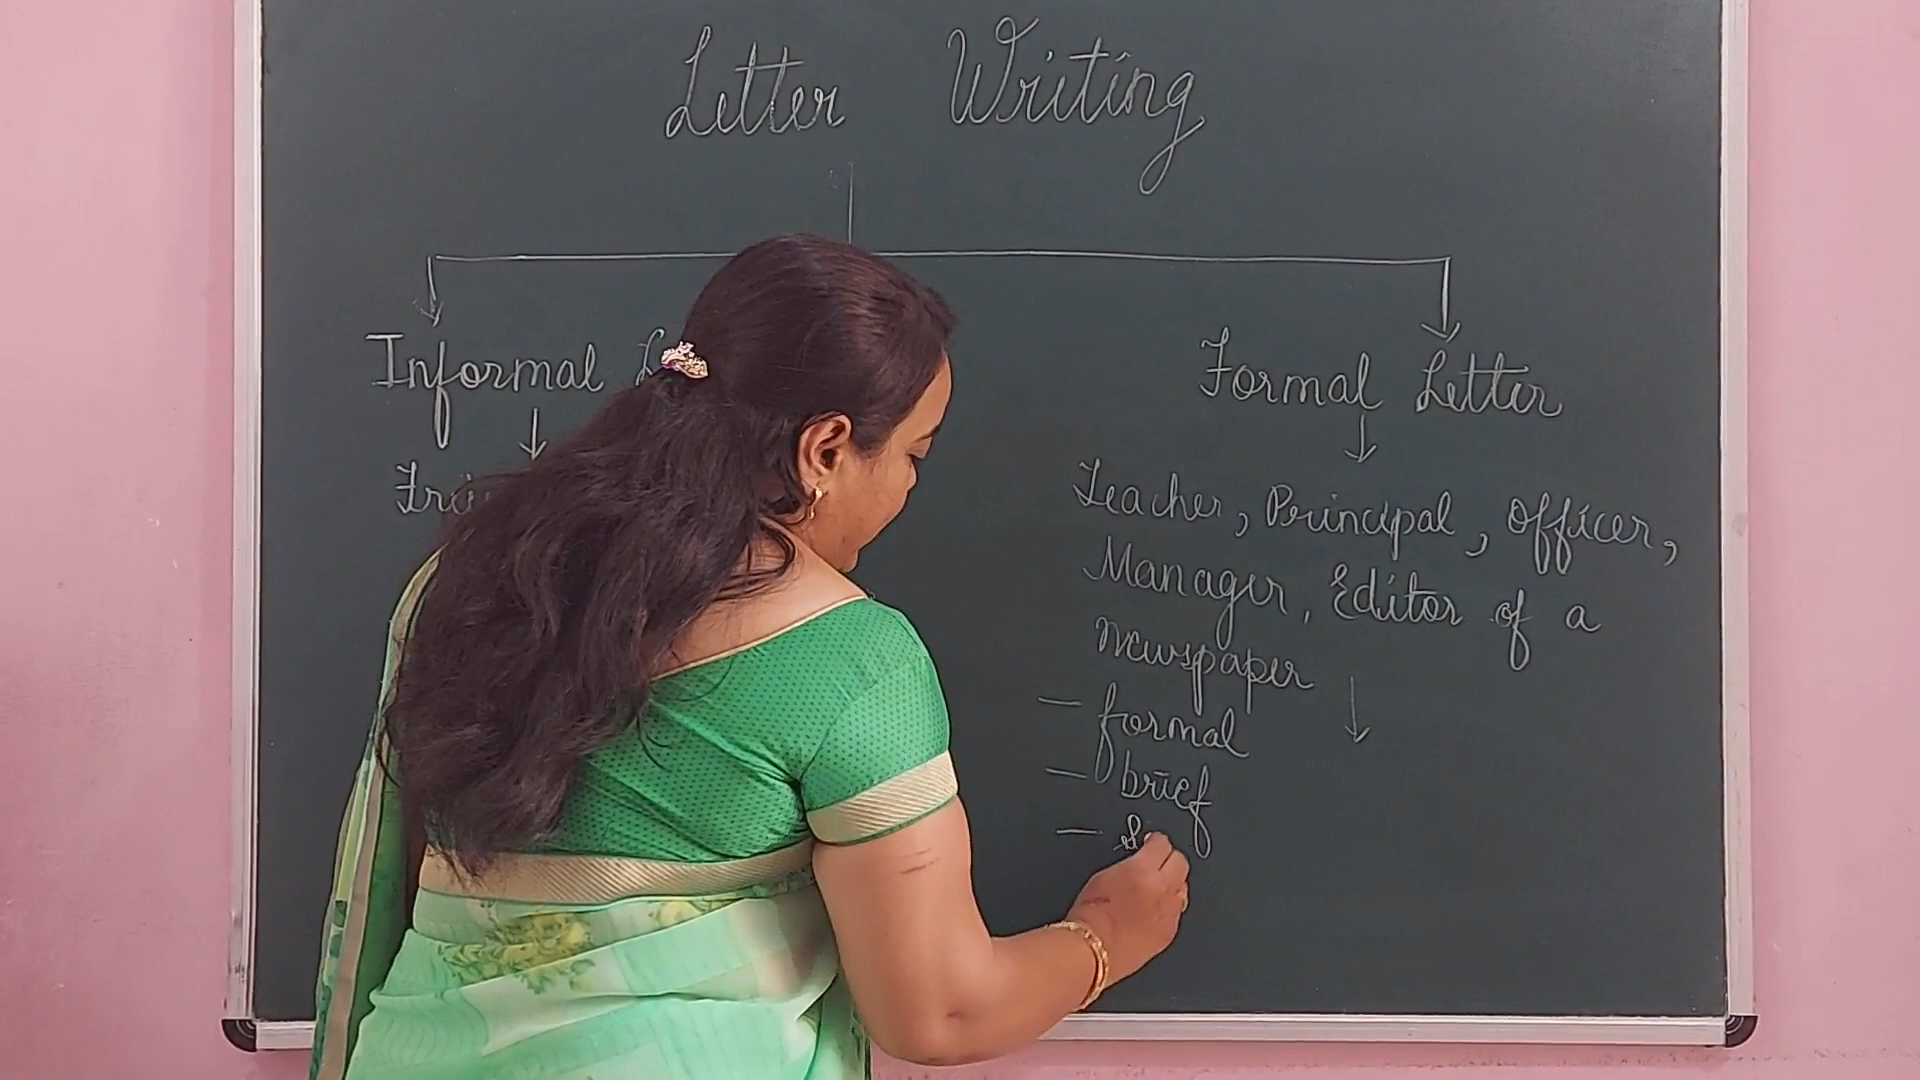 Letter Writing
Informal
Formal Letter
Teacher, Principal, Officer,
Manager, Editor of a
Newspaper
- formal
- brief
-